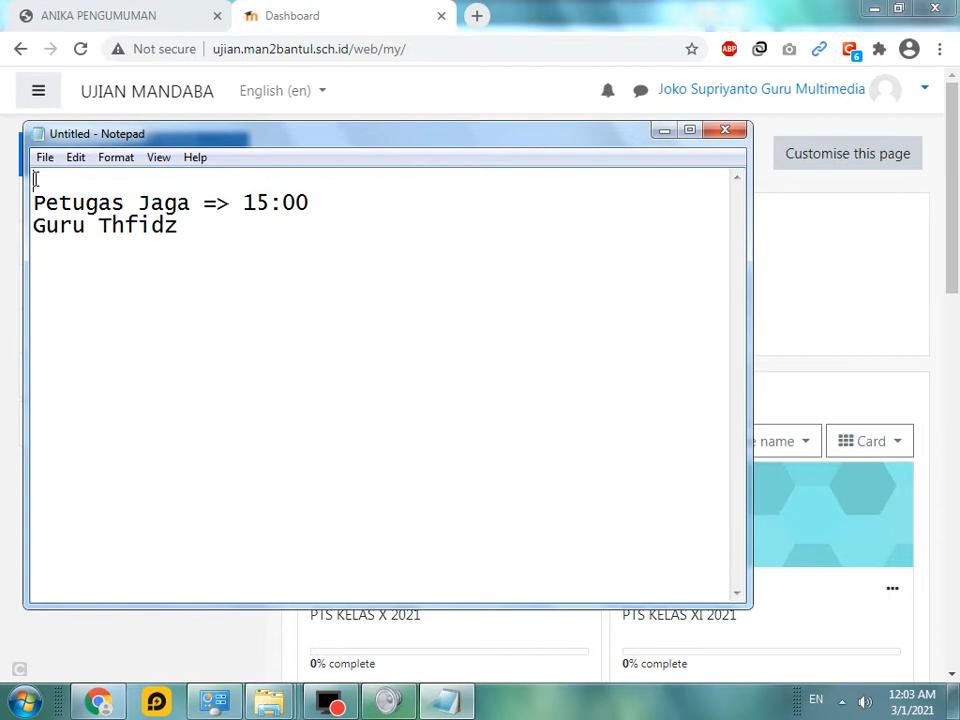 ANIKA PENGUMUMAN
Dashboard
Not secure
ujian.man2bantul.sch.id/web/my/
ABP
6
UJIAN MANDABA
English (en)
Joko Supriyanto Guru Multimedia
Untitled - Notepad
File Edit Format View Help
Customise this page
Petugas Jaga => 15:00
Guru Thfidz
e name
Card
PTS KELAS X 2021
PTS KELAS XI 2021
0% complete
0% complete
EN
12:03 AM
3/1/2021